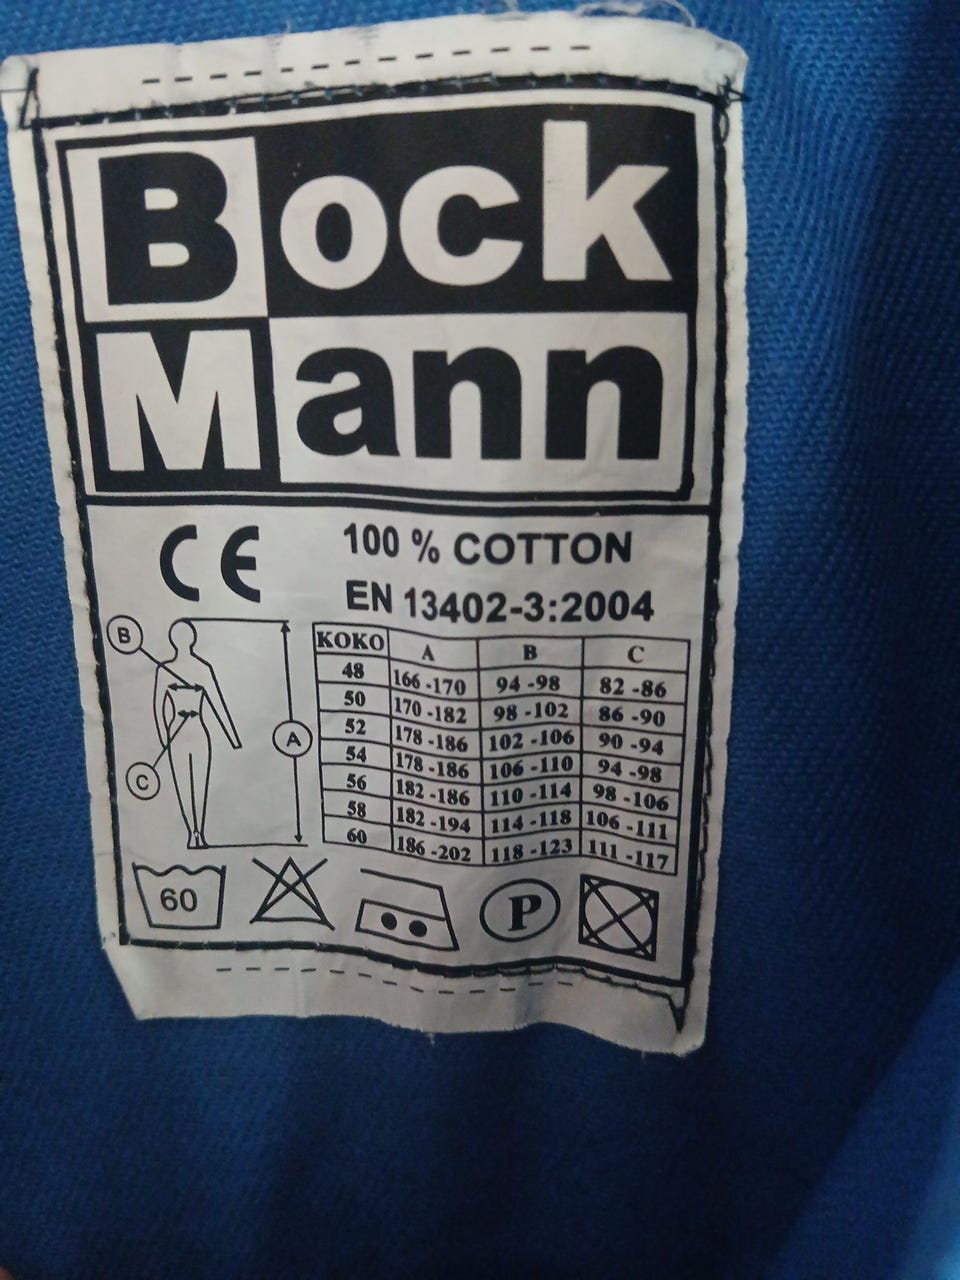 Bock
Mann
CE
100 % COTTON
EN 13402-3:2004
B
A
C
KOKO A B C
48 166 -170 94 -98 82 -86
50 170 -182 98 -102 86 -90
52 178 -186 102 -106 90 -94
54 178 -186 106 -110 94 -98
56 182 -186 110 -114 98 -106
58 182 -194 114 -118 106 -111
60 186 -202 118 -123 111 -117
60 P